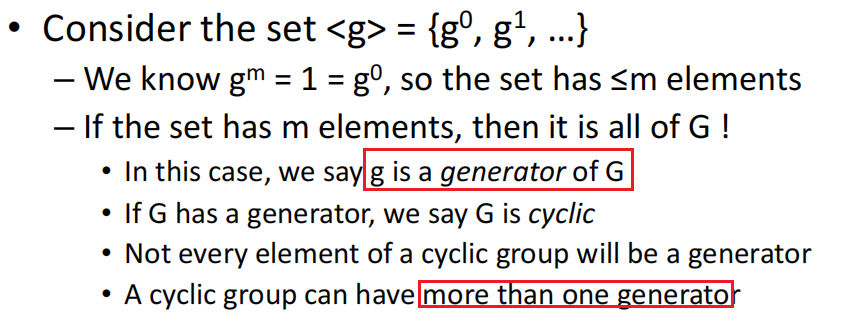 • Consider the set <g> = {g⁰, g¹, …}
– We know gᵐ = 1 = g⁰, so the set has ≤m elements
– If the set has m elements, then it is all of G !
• In this case, we say g is a generator of G
• If G has a generator, we say G is cyclic
• Not every element of a cyclic group will be a generator
• A cyclic group can have more than one generator